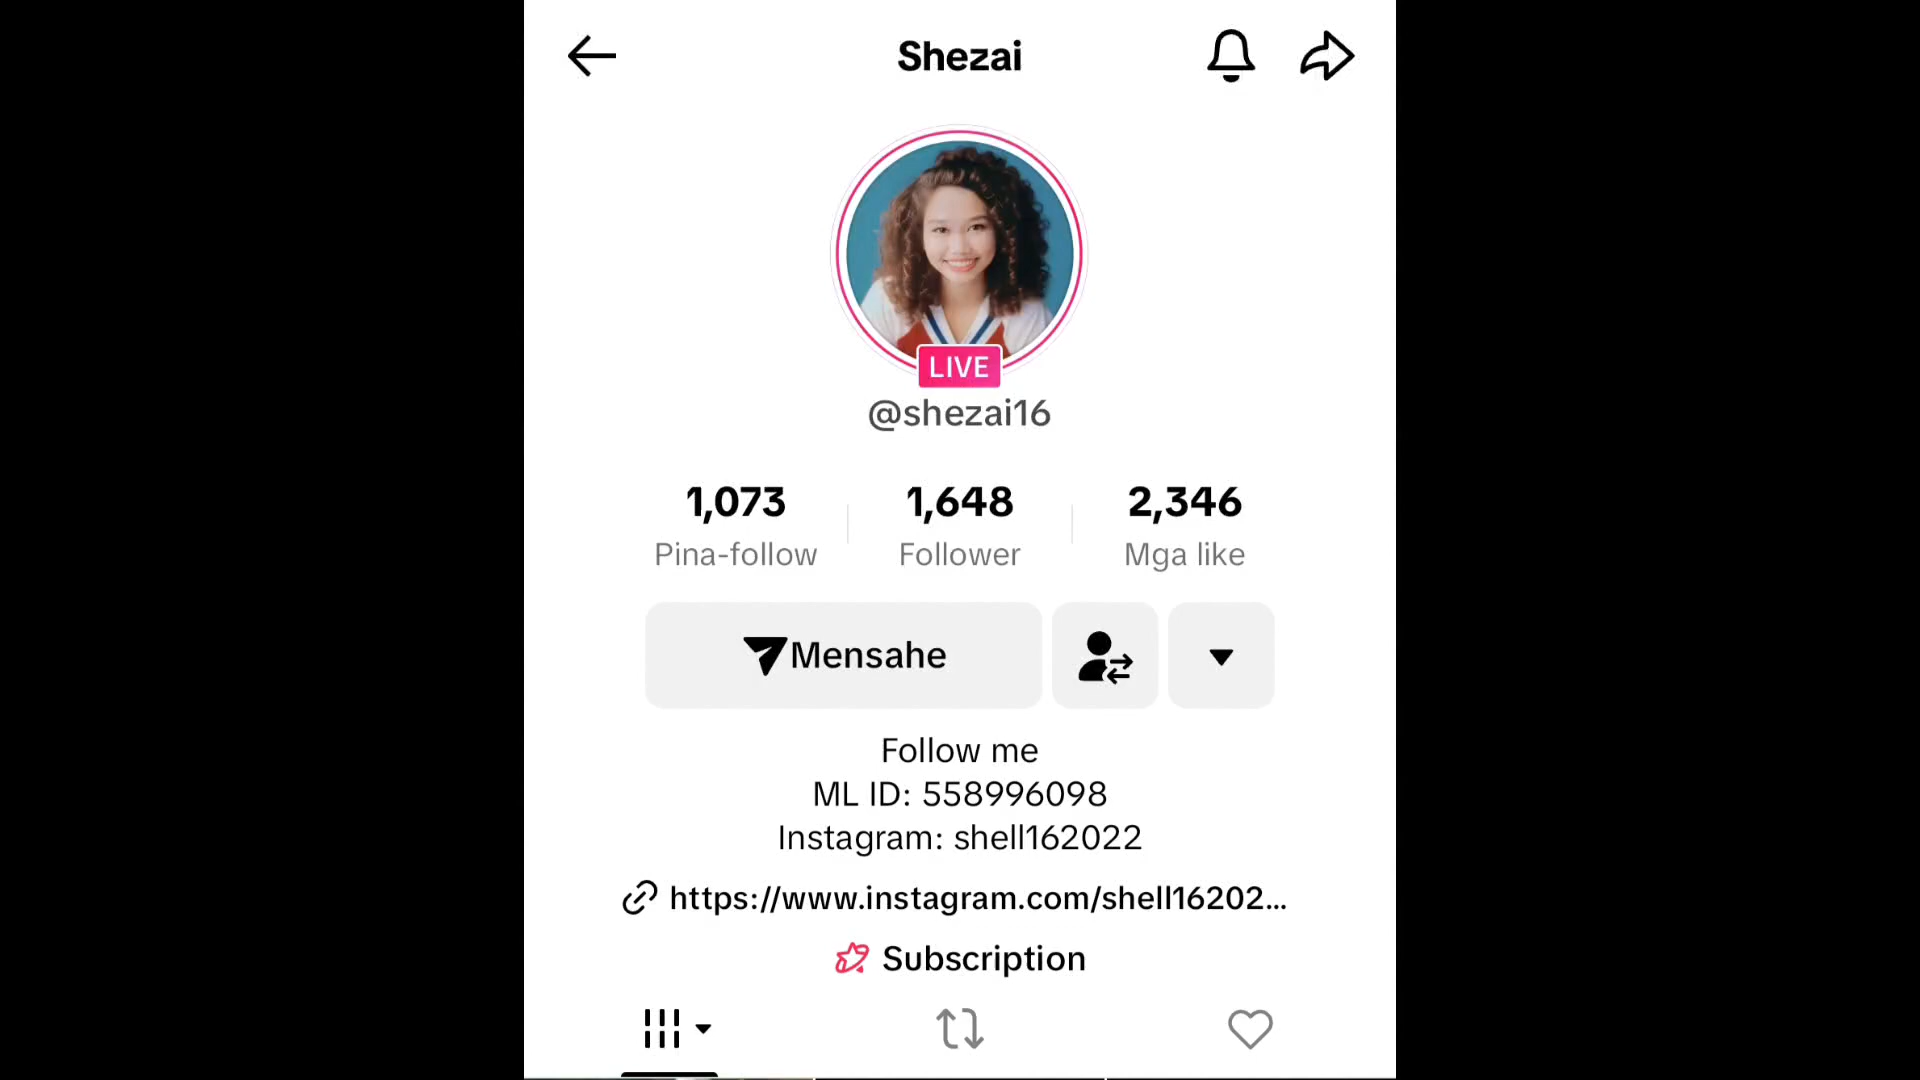 Shezai
LIVE
@shezai16
1,073
Pina-follow
1,648
Follower
2,346
Mga like
Mensahe
Follow me
ML ID: 558996098
Instagram: shell162022
https://www.instagram.com/shell16202...
Subscription